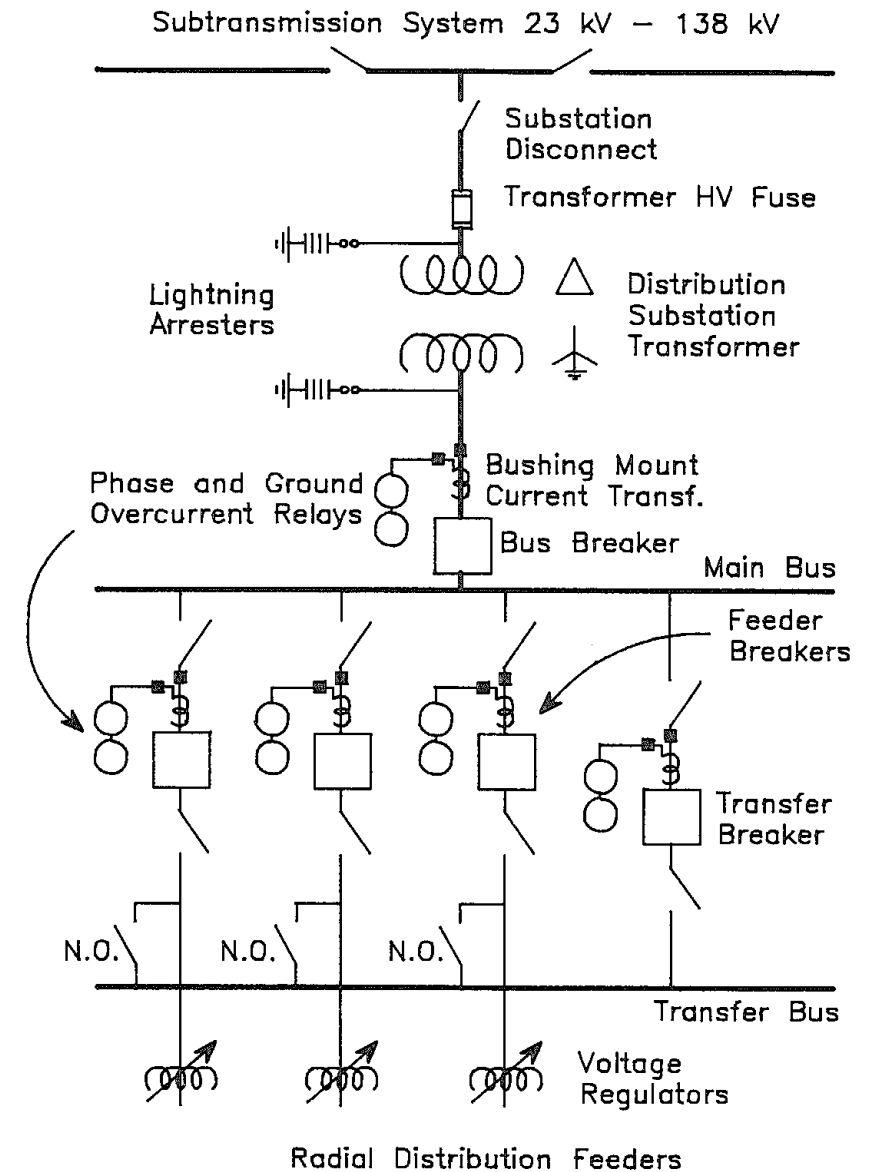 Subtransmission System 23 kV – 138 kV
Substation
Disconnect
Transformer HV Fuse
Lightning
Arresters
Distribution
Substation
Transformer
Phase and Ground
Overcurrent Relays
Bushing Mount
Current Transf.
Bus Breaker
Main Bus
Feeder
Breakers
Transfer
Breaker
N.O.
N.O.
N.O.
Transfer Bus
Voltage
Regulators
Radial Distribution Feeders